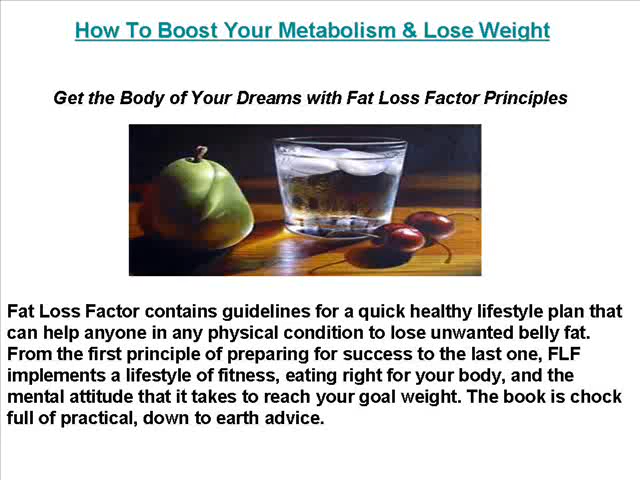 How To Boost Your Metabolism & Lose Weight
Get the Body of Your Dreams with Fat Loss Factor Principles
Fat Loss Factor contains guidelines for a quick healthy lifestyle plan that
can help anyone in any physical condition to lose unwanted belly fat.
From the first principle of preparing for success to the last one, FLF
implements a lifestyle of fitness, eating right for your body, and the
mental attitude that it takes to reach your goal weight. The book is chock
full of practical, down to earth advice.